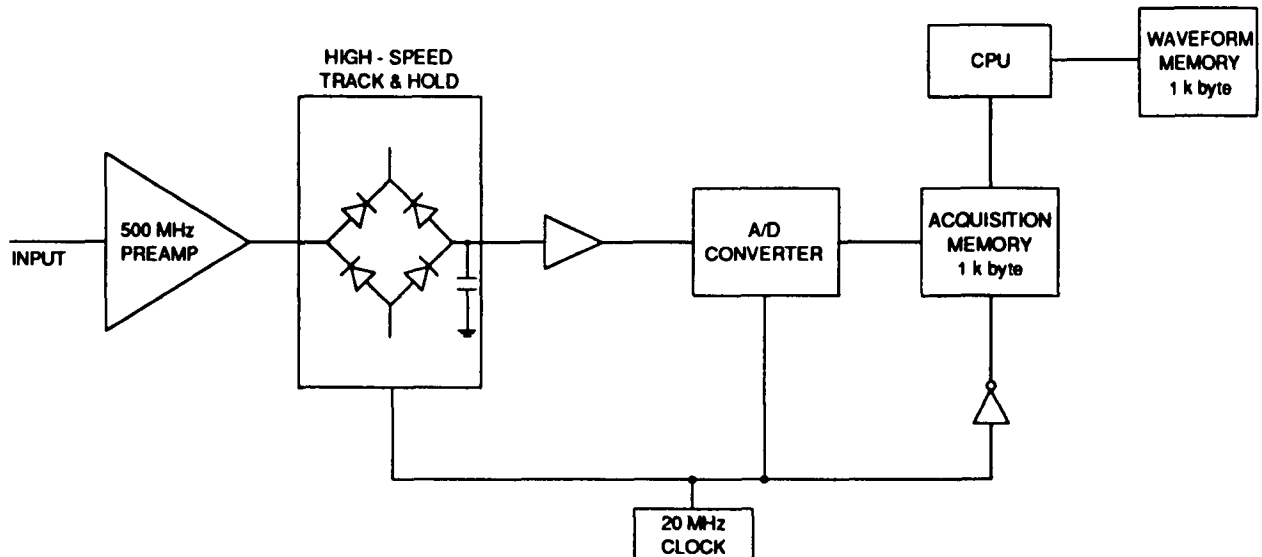 HIGH - SPEED
TRACK & HOLD
CPU
WAVEFORM
MEMORY
1 k byte
INPUT
500 MHz
PREAMP
A/D
CONVERTER
ACQUISITION
MEMORY
1 k byte
20 MHz
CLOCK